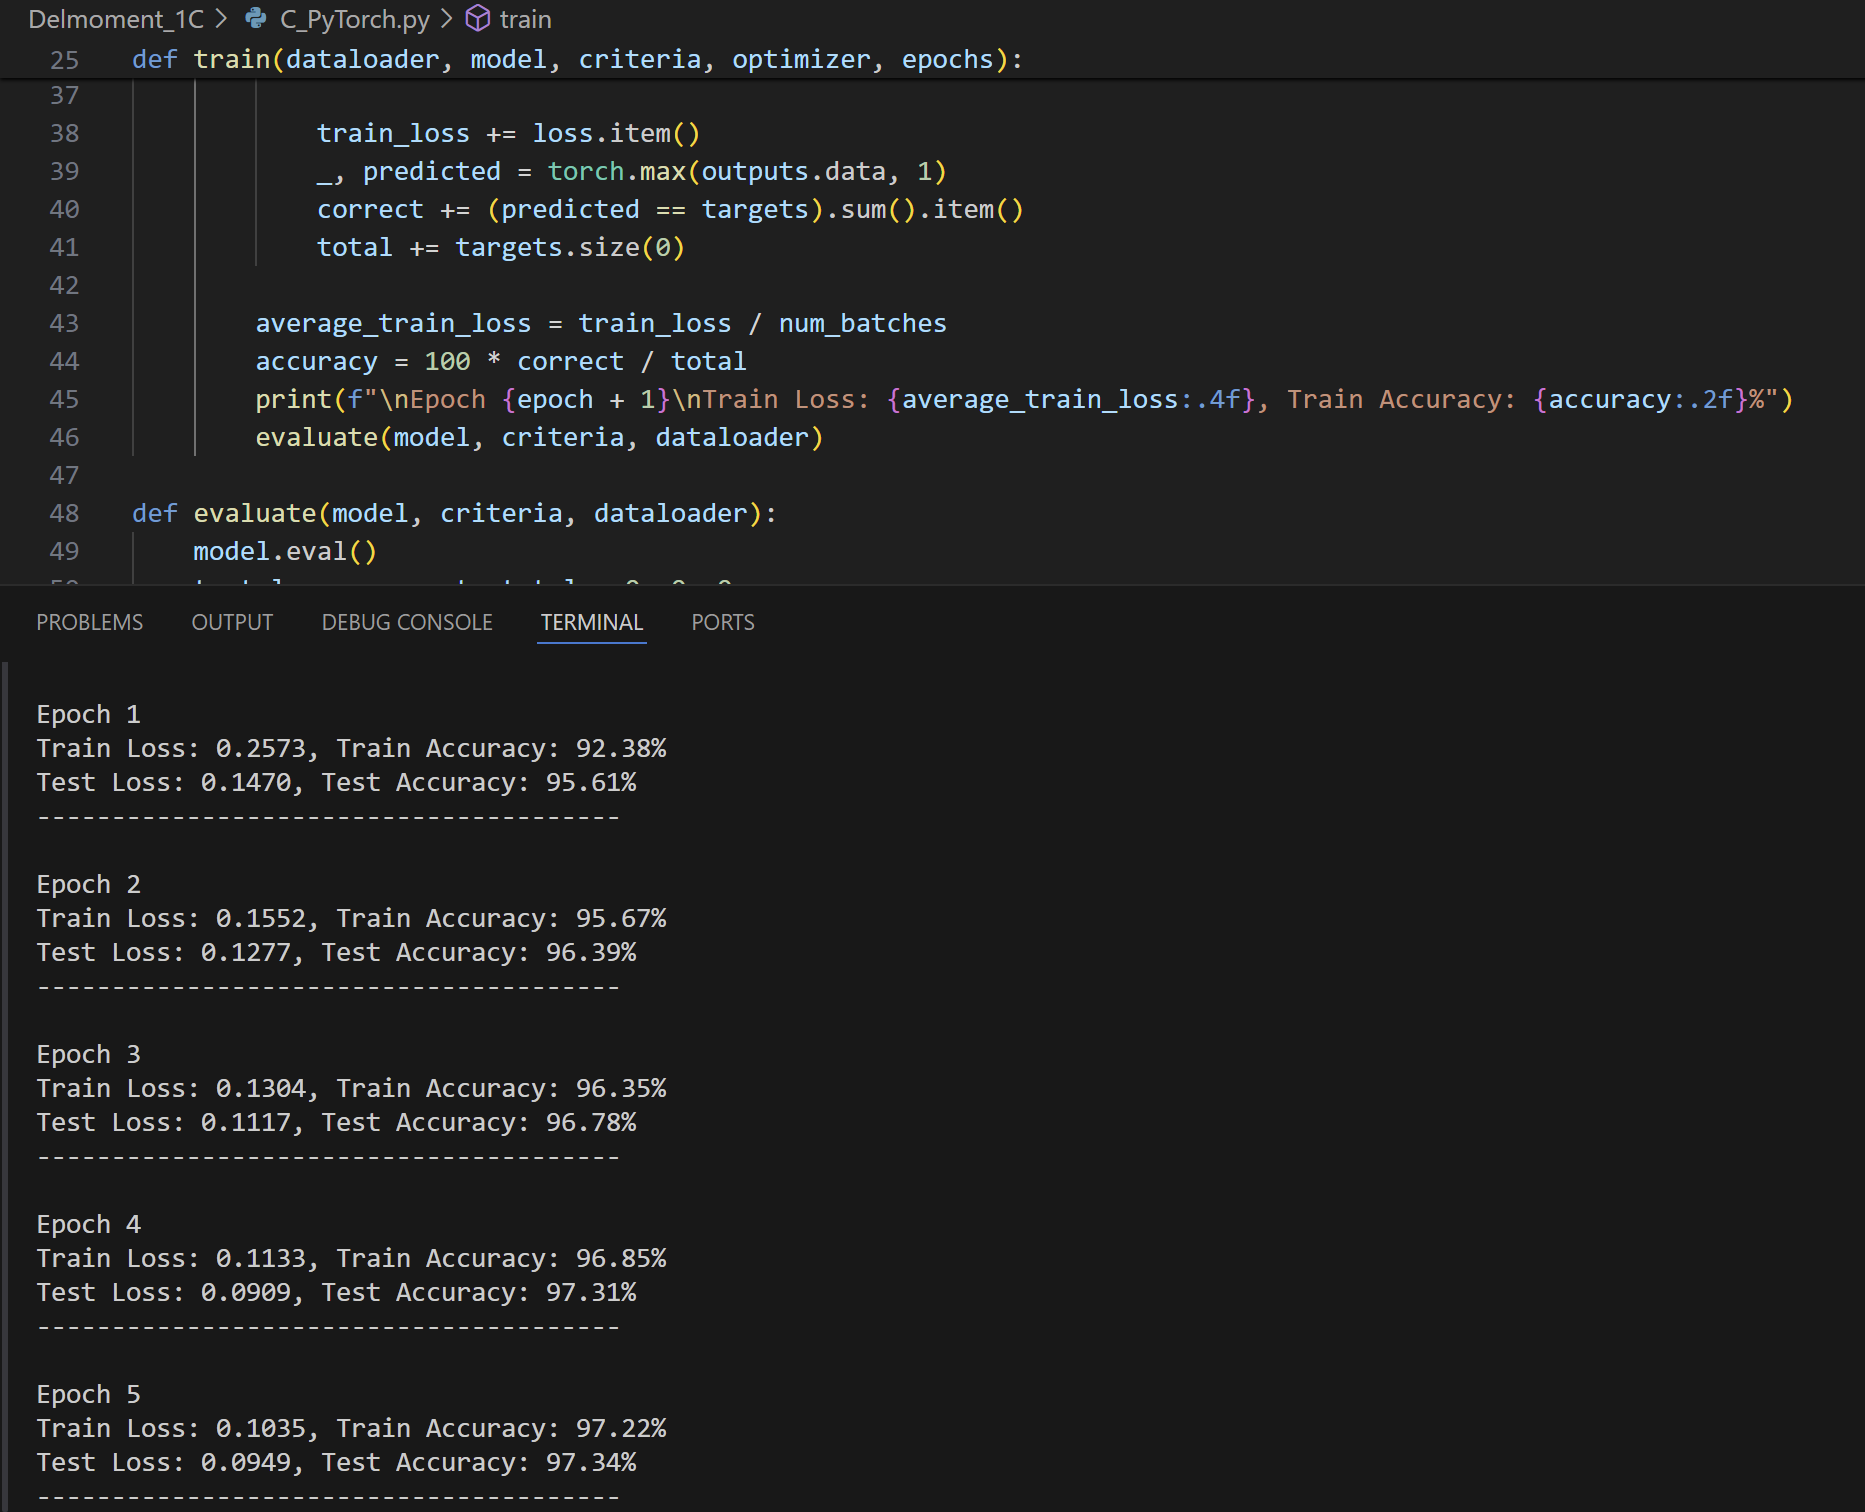 Delmoment_1C > C_PyTorch.py > train
25 def train(dataloader, model, criteria, optimizer, epochs):
37
38 train_loss += loss.item()
39 _, predicted = torch.max(outputs.data, 1)
40 correct += (predicted == targets).sum().item()
41 total += targets.size(0)
42
43 average_train_loss = train_loss / num_batches
44 accuracy = 100 * correct / total
45 print(f"\nEpoch {epoch + 1}\nTrain Loss: {average_train_loss:.4f}, Train Accuracy: {accuracy:.2f}%")
46 evaluate(model, criteria, dataloader)
47
48 def evaluate(model, criteria, dataloader):
49 model.eval()
PROBLEMS OUTPUT DEBUG CONSOLE TERMINAL PORTS
Epoch 1
Train Loss: 0.2573, Train Accuracy: 92.38%
Test Loss: 0.1470, Test Accuracy: 95.61%
---------------------------------------
Epoch 2
Train Loss: 0.1552, Train Accuracy: 95.67%
Test Loss: 0.1277, Test Accuracy: 96.39%
---------------------------------------
Epoch 3
Train Loss: 0.1304, Train Accuracy: 96.35%
Test Loss: 0.1117, Test Accuracy: 96.78%
---------------------------------------
Epoch 4
Train Loss: 0.1133, Train Accuracy: 96.85%
Test Loss: 0.0909, Test Accuracy: 97.31%
---------------------------------------
Epoch 5
Train Loss: 0.1035, Train Accuracy: 97.22%
Test Loss: 0.0949, Test Accuracy: 97.34%
---------------------------------------